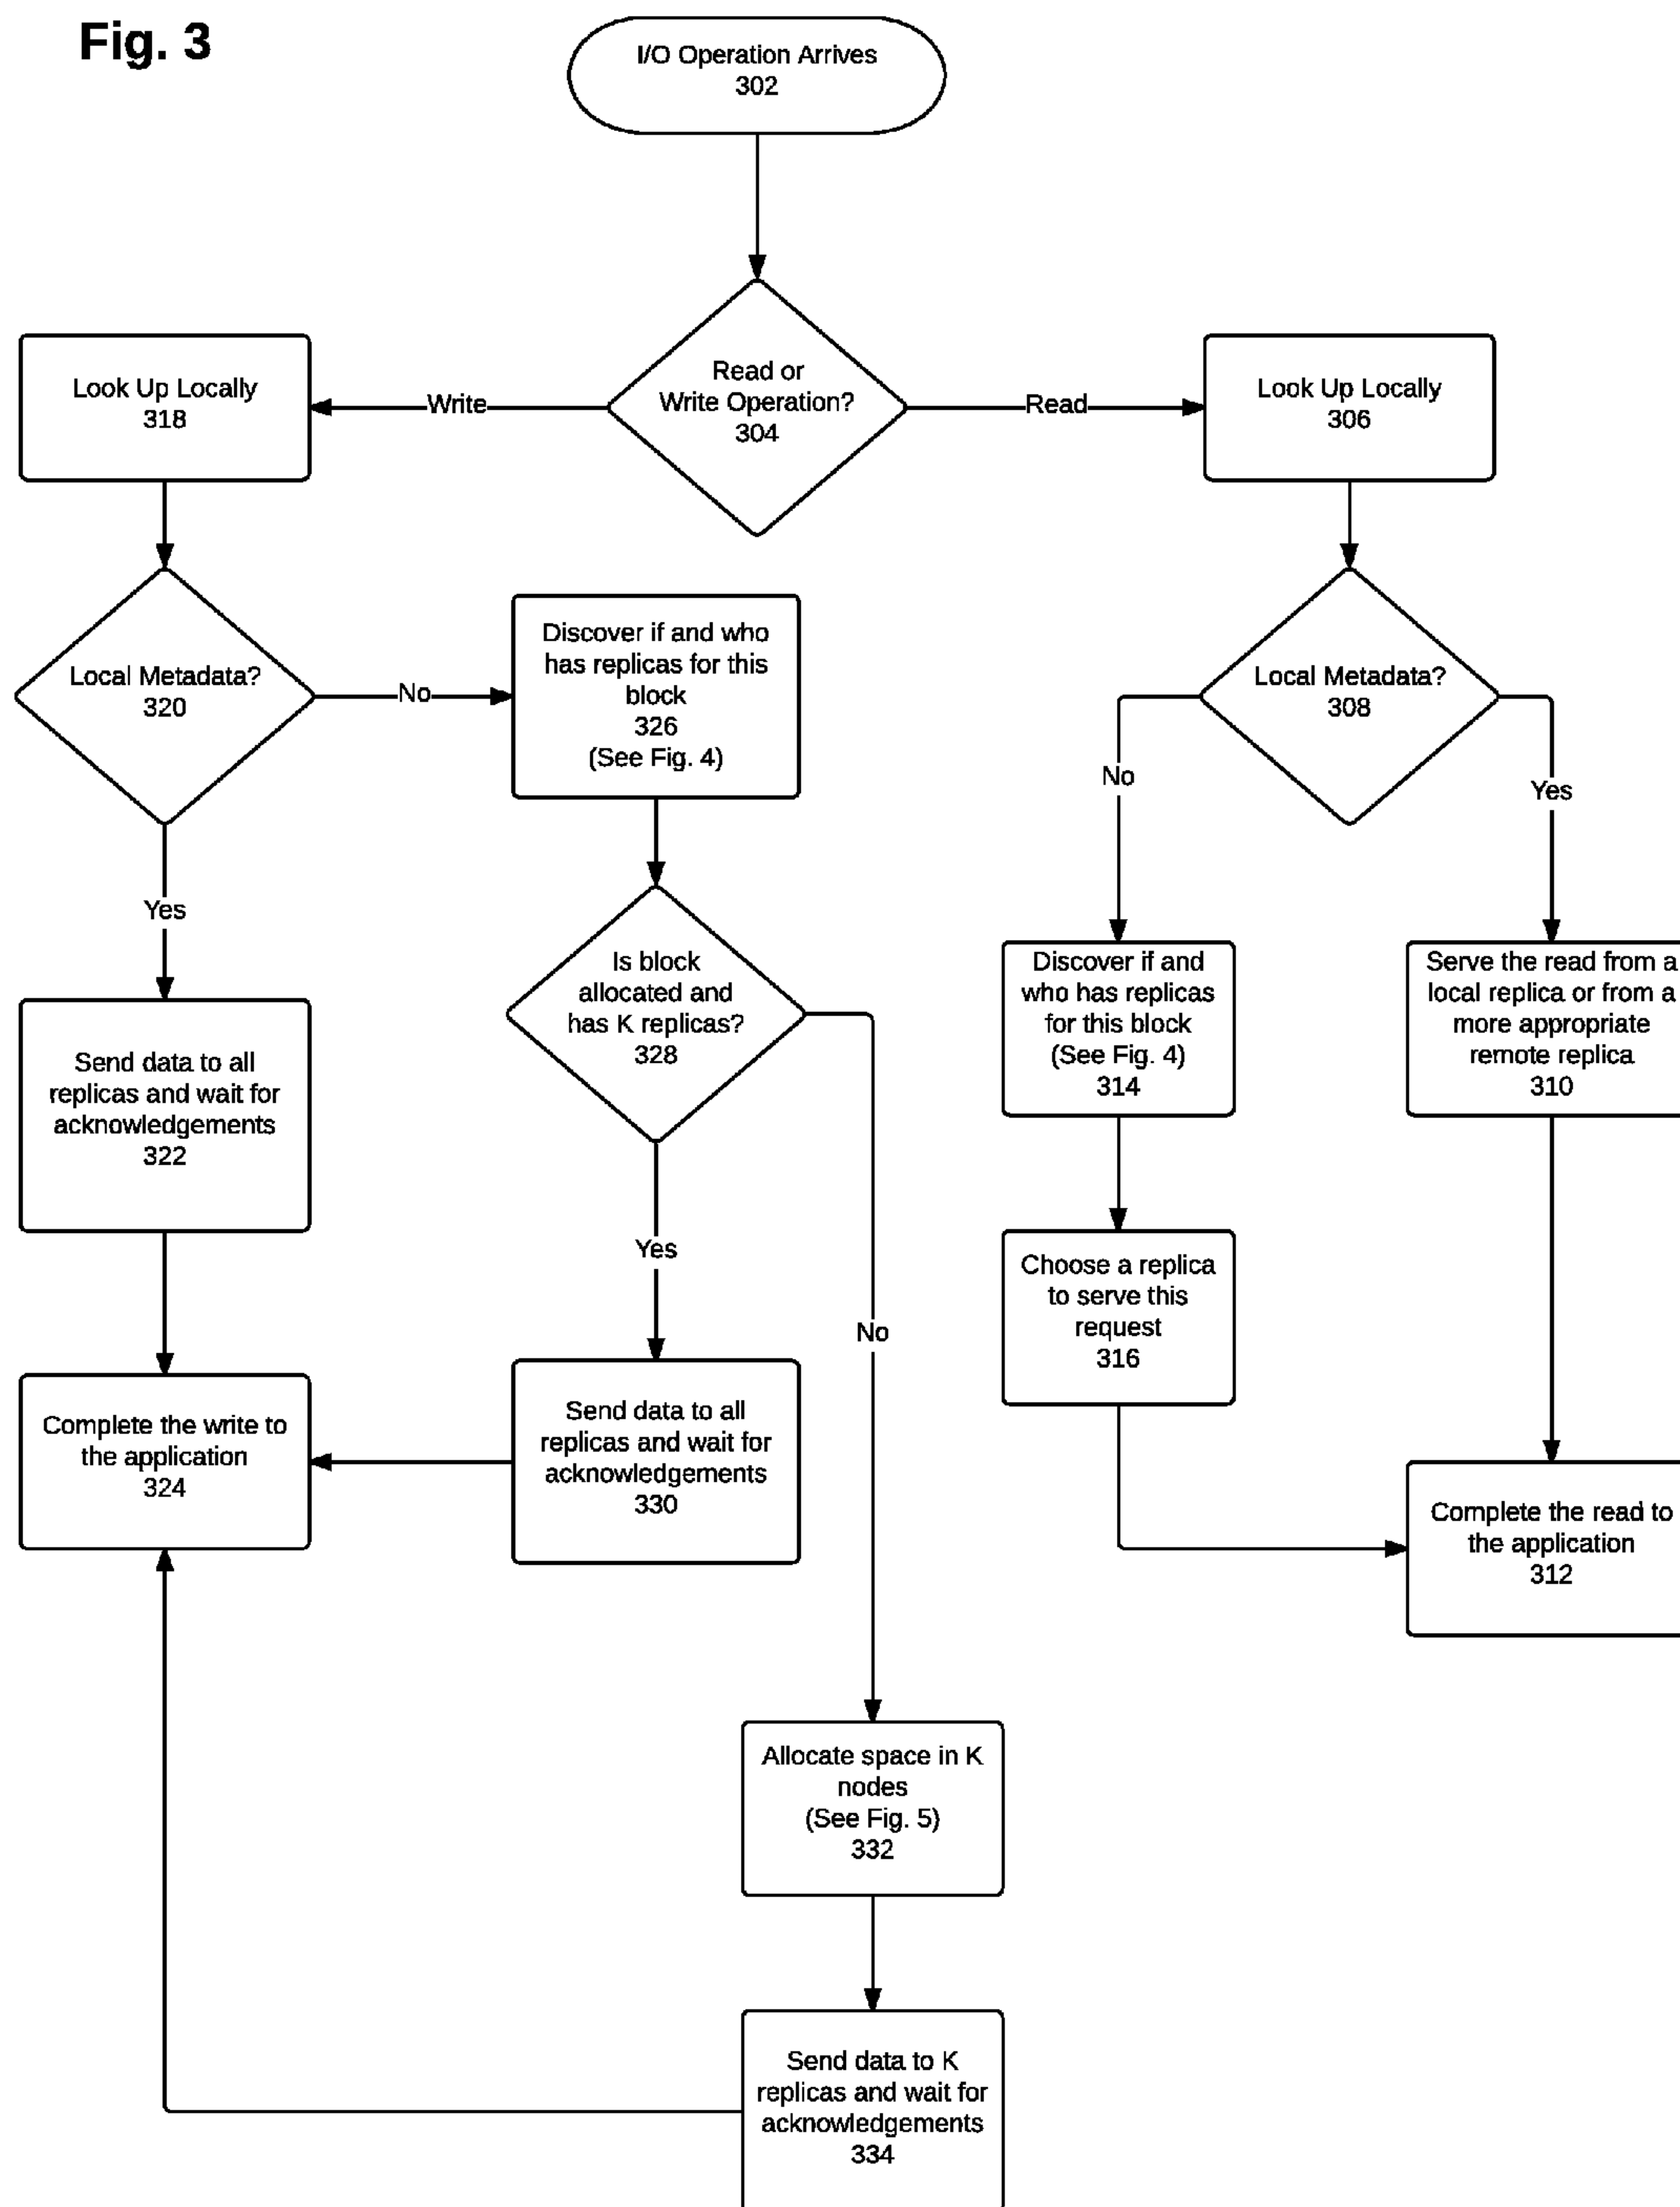 Fig. 3
I/O Operation Arrives
302
Read or
Write Operation?
304
Write
Read
Look Up Locally
318
Look Up Locally
306
Local Metadata?
320
No
Yes
Discover if and who
has replicas for this
block
326
(See Fig. 4)
Local Metadata?
308
No
Yes
Send data to all
replicas and wait for
acknowledgements
322
Is block
allocated and
has K replicas?
328
Yes
No
Discover if and
who has replicas
for this block
(See Fig. 4)
314
Serve the read from a
local replica or from a
more appropriate
remote replica
310
Choose a replica
to serve this
request
316
Complete the write to
the application
324
Send data to all
replicas and wait for
acknowledgements
330
Complete the read to
the application
312
Allocate space in K
nodes
(See Fig. 5)
332
Send data to K
replicas and wait for
acknowledgements
334